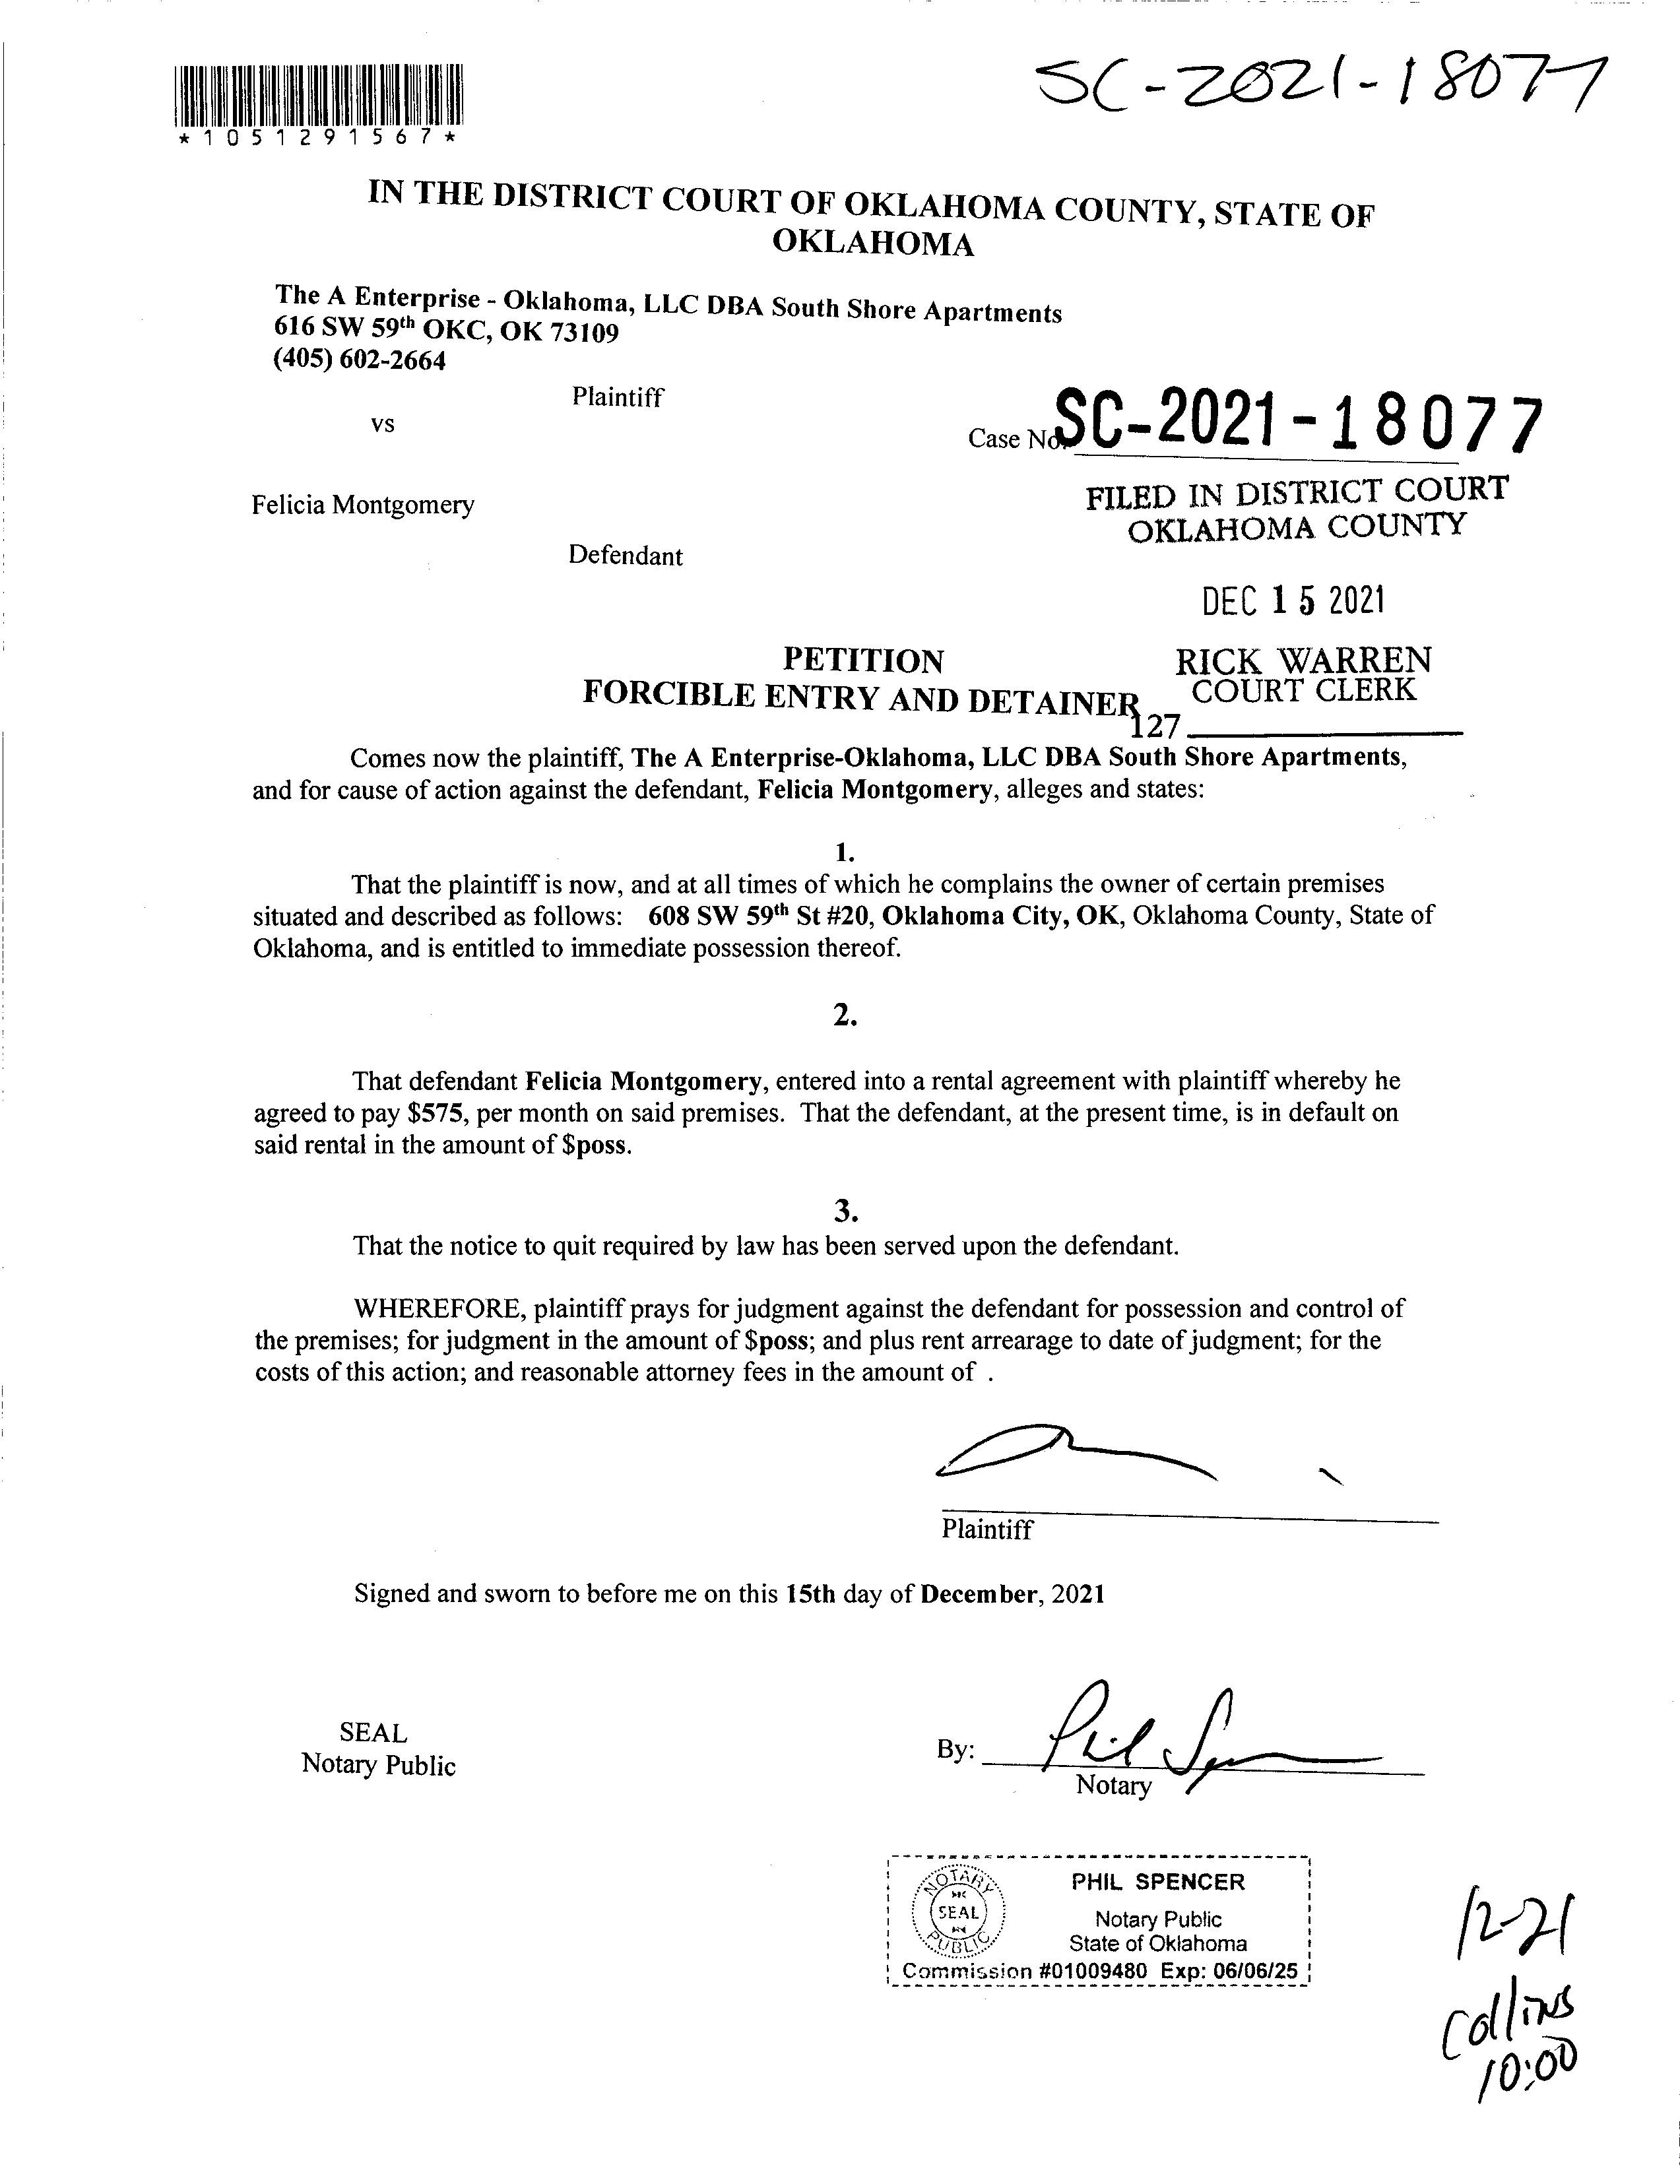 *1051291567*
SC-2021-18077
IN THE DISTRICT COURT OF OKLAHOMA COUNTY, STATE OF
OKLAHOMA
The A Enterprise - Oklahoma, LLC DBA South Shore Apartments
616 SW 59th OKC, OK 73109
(405) 602-2664
Plaintiff
vs
Case No. SC-2021-18077
Felicia Montgomery
FILED IN DISTRICT COURT
OKLAHOMA COUNTY
Defendant
DEC 15 2021
PETITION
FORCIBLE ENTRY AND DETAINER
RICK WARREN
COURT CLERK
127
Comes now the plaintiff, The A Enterprise-Oklahoma, LLC DBA South Shore Apartments,
and for cause of action against the defendant, Felicia Montgomery, alleges and states:
1.
That the plaintiff is now, and at all times of which he complains the owner of certain premises
situated and described as follows: 608 SW 59th St #20, Oklahoma City, OK, Oklahoma County, State of
Oklahoma, and is entitled to immediate possession thereof.
2.
That defendant Felicia Montgomery, entered into a rental agreement with plaintiff whereby he
agreed to pay $575, per month on said premises. That the defendant, at the present time, is in default on
said rental in the amount of $poss.
3.
That the notice to quit required by law has been served upon the defendant.
WHEREFORE, plaintiff prays for judgment against the defendant for possession and control of
the premises; for judgment in the amount of $poss; and plus rent arrearage to date of judgment; for the
costs of this action; and reasonable attorney fees in the amount of .
Plaintiff
Signed and sworn to before me on this 15th day of December, 2021
SEAL
Notary Public
By: Phil Spencer
Notary
NOTARY
SEAL
PUBLIC
PHIL SPENCER
Notary Public
State of Oklahoma
Commission #01009480 Exp: 06/06/25
12-21
Collins
10:00